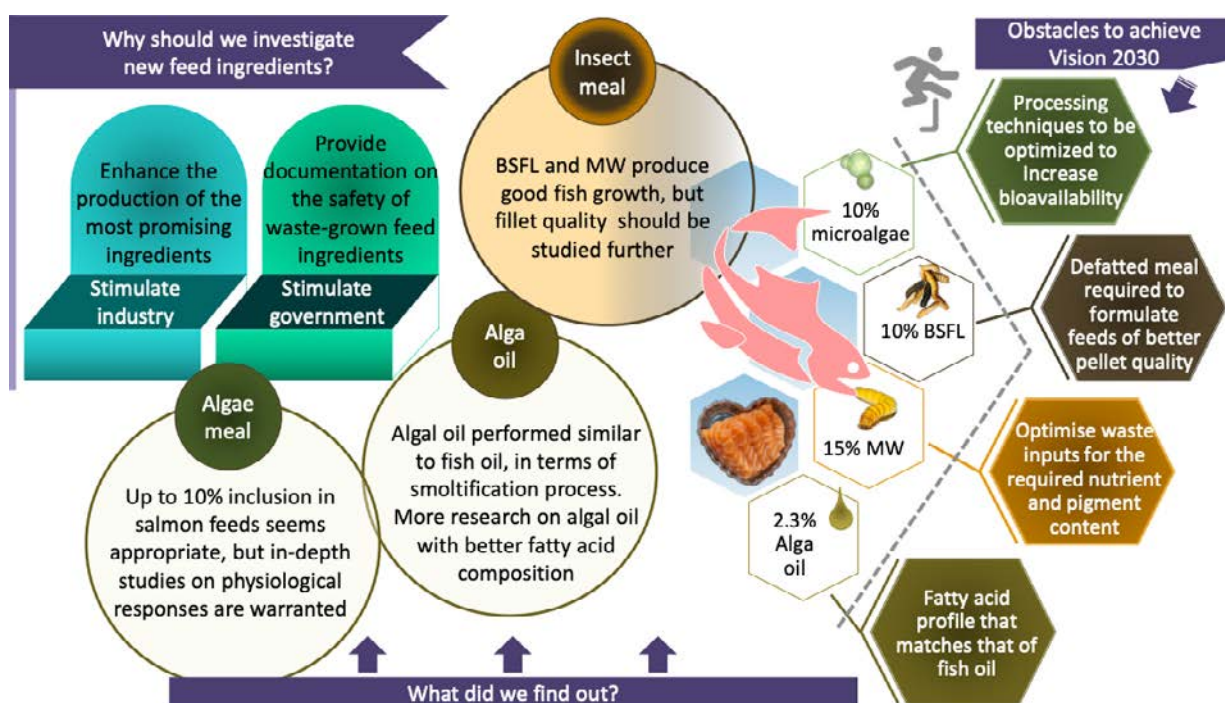 Why should we investigate
new feed ingredients?
Enhance the
production of the
most promising
ingredients
Stimulate
industry
Provide
documentation on
the safety of
waste-grown feed
ingredients
Stimulate
government
Insect
meal
BSFL and MW produce
good fish growth, but
fillet quality should be
studied further
Alga
oil
Algal oil performed similar
to fish oil, in terms of
smoltification process.
More research on algal oil
with better fatty acid
composition
Algae
meal
Up to 10% inclusion in
salmon feeds seems
appropriate, but in-depth
studies on physiological
responses are warranted
What did we find out?
10%
microalgae
10% BSFL
15% MW
2.3%
Alga
oil
Obstacles to achieve
Vision 2030
Processing
techniques to be
optimized to
increase
bioavailability
Defatted meal
required to
formulate
feeds of better
pellet quality
Optimise waste
inputs for the
required nutrient
and pigment
content
Fatty acid
profile that
matches that of
fish oil